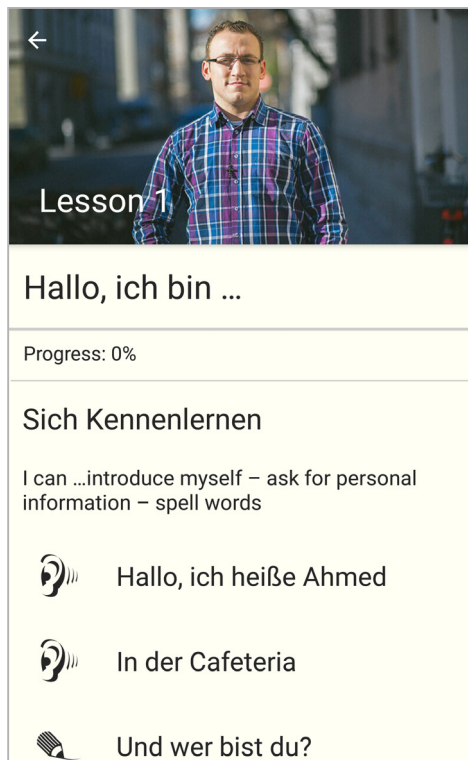 Lesson 1
Hallo, ich bin ...
Progress: 0%
Sich Kennenlernen
I can ...introduce myself – ask for personal
information – spell words
Hallo, ich heiße Ahmed
In der Cafeteria
Und wer bist du?